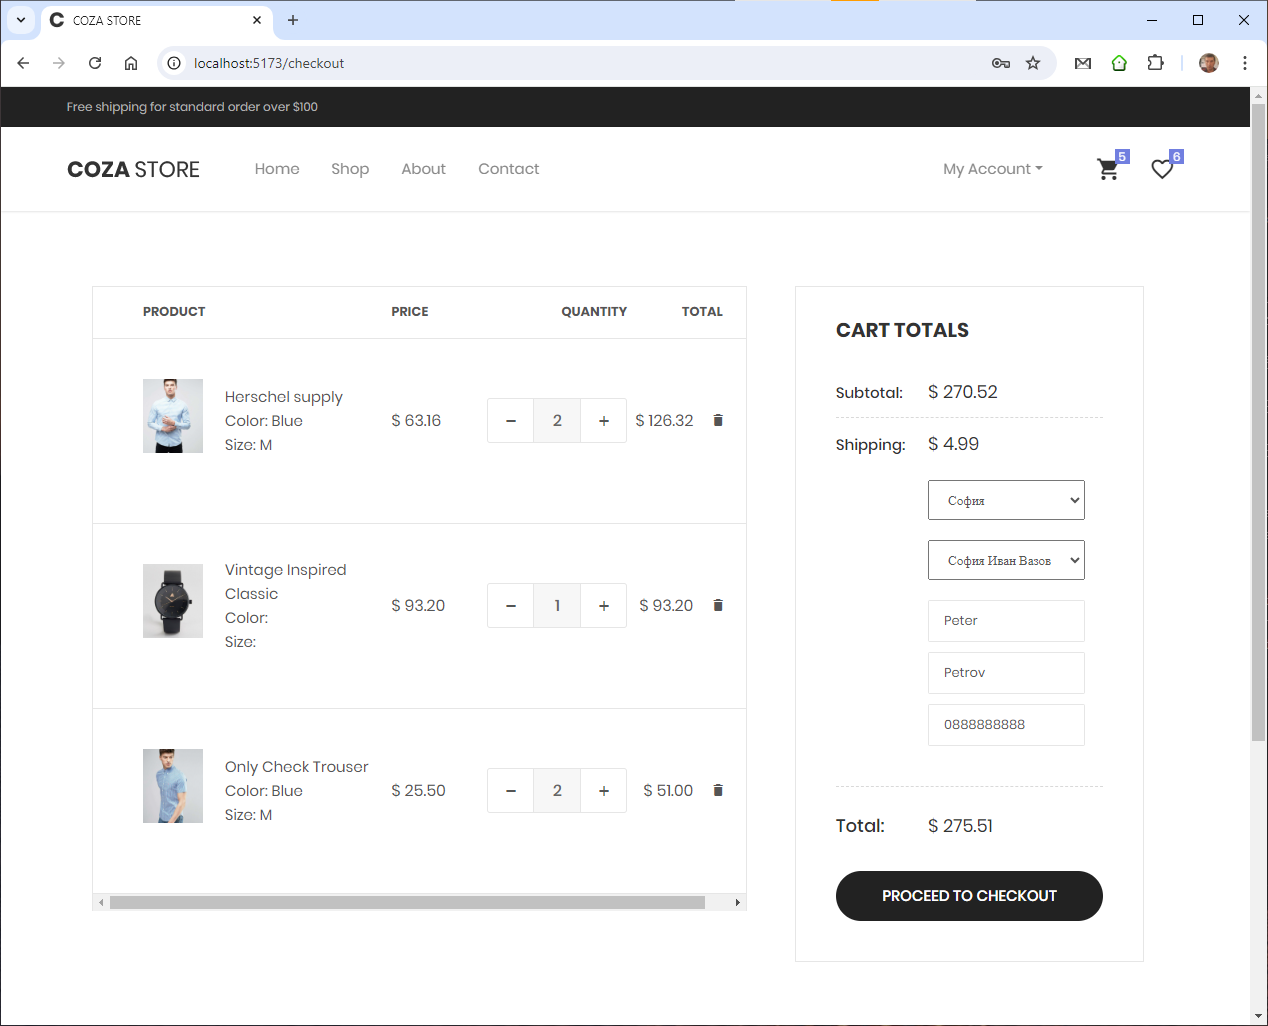 COZA STORE
localhost:5173/checkout
Free shipping for standard order over $100
COZA STORE
Home
Shop
About
Contact
My Account
5
6
PRODUCT PRICE QUANTITY TOTAL
Herschel supply
Color: Blue
Size: M
$ 63.16
− 2 +
$ 126.32
Vintage Inspired
Classic
Color:
Size:
$ 93.20
− 1 +
$ 93.20
Only Check Trouser
Color: Blue
Size: M
$ 25.50
− 2 +
$ 51.00
CART TOTALS
Subtotal: $ 270.52
Shipping: $ 4.99
София
София Иван Вазов
Peter
Petrov
0888888888
Total: $ 275.51
PROCEED TO CHECKOUT